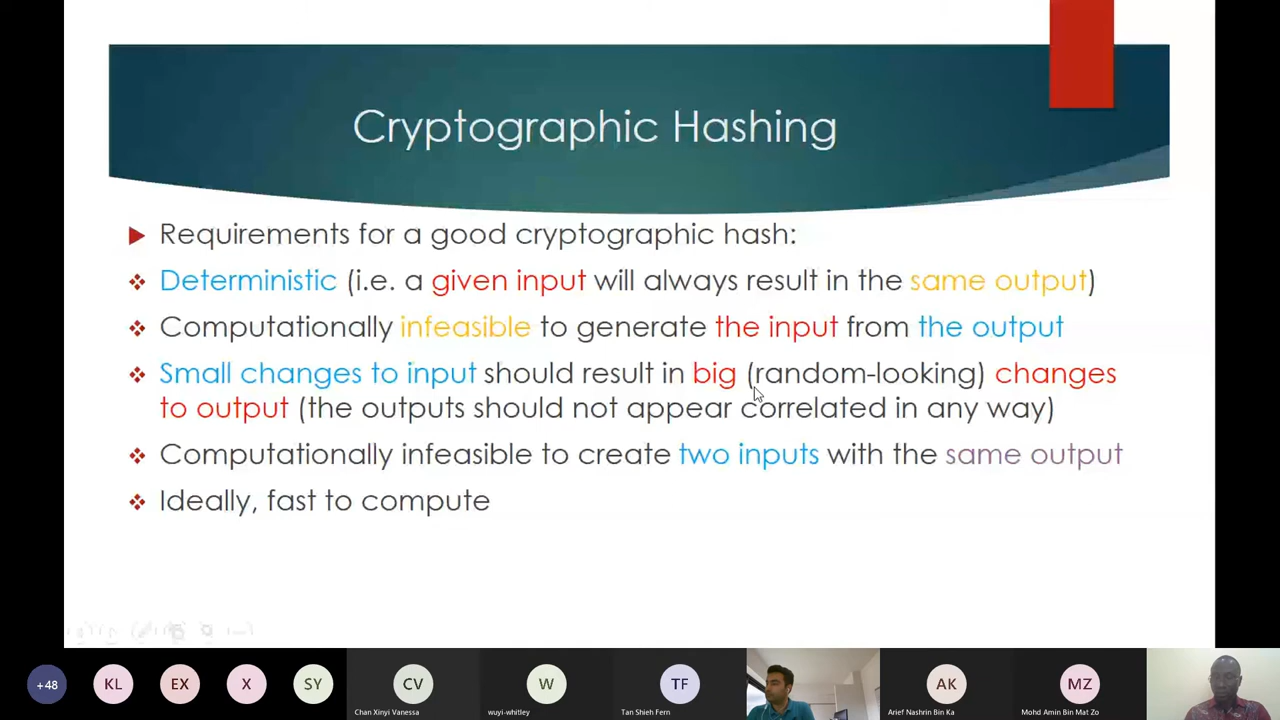 Cryptographic Hashing
Requirements for a good cryptographic hash:
Deterministic (i.e. a given input will always result in the same output)
Computationally infeasible to generate the input from the output
Small changes to input should result in big (random-looking) changes
to output (the outputs should not appear correlated in any way)
Computationally infeasible to create two inputs with the same output
Ideally, fast to compute
+48 KL EX X SY CV W TF AK MZ
Chan Xinyi Vanessa wuyi-whitley Tan Shieh Fern Arief Nashrin Bin Ka Mohd Amin Bin Mat Zo